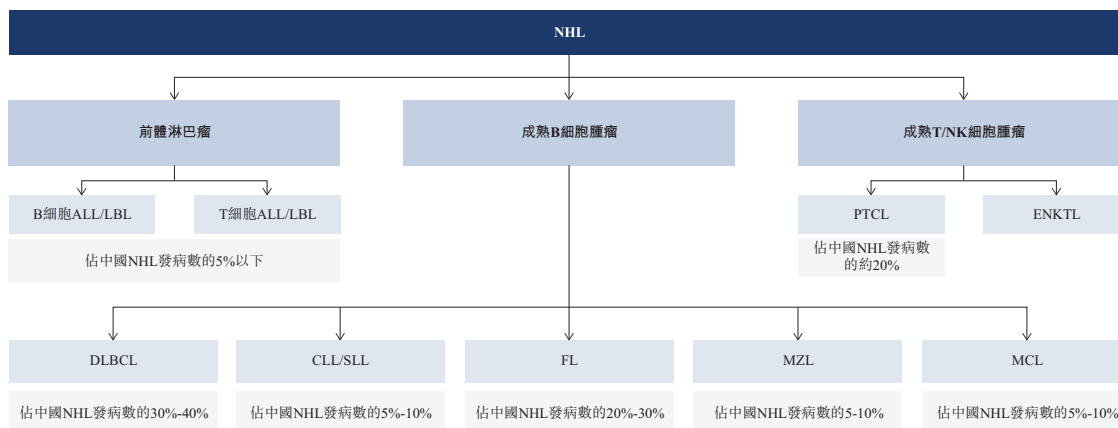 NHL
前體淋巴瘤
成熟B細胞腫瘤
成熟T/NK細胞腫瘤
B細胞ALL/LBL
T細胞ALL/LBL
PTCL
ENKTL
佔中國NHL發病數的5%以下
佔中國NHL發病數
的約20%
DLBCL
CLL/SLL
FL
MZL
MCL
佔中國NHL發病數的30%-40%
佔中國NHL發病數的5%-10%
佔中國NHL發病數的20%-30%
佔中國NHL發病數的5-10%
佔中國NHL發病數的5%-10%